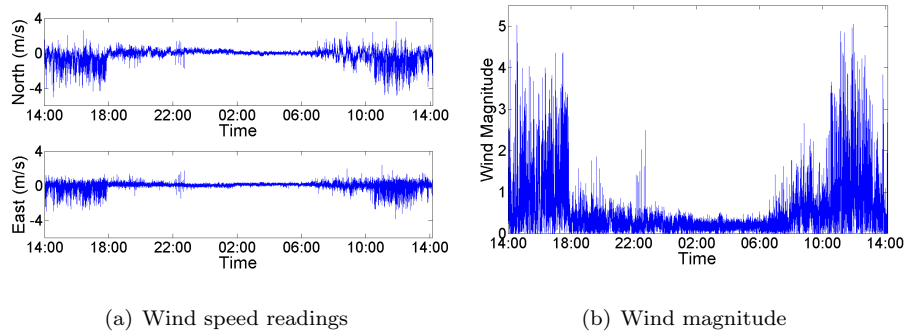 4
0
-4
North (m/s)
14:00 18:00 22:00 02:00 06:00 10:00 14:00
Time
4
0
-4
East (m/s)
14:00 18:00 22:00 02:00 06:00 10:00 14:00
Time
(a) Wind speed readings
5
4
3
2
1
0
Wind Magnitude
14:00 18:00 22:00 02:00 06:00 10:00 14:00
Time
(b) Wind magnitude